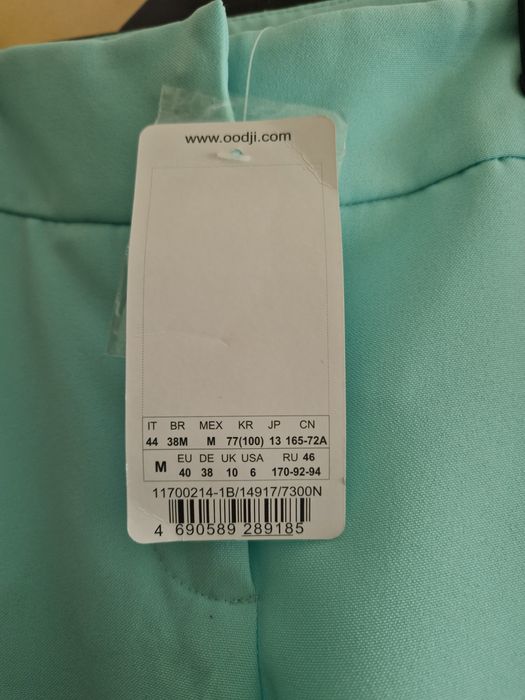 www.oodji.com
IT BR MEX KR JP CN
44 38M M 77(100) 13 165-72A
M EU DE UK USA RU 46
40 38 10 6 170-92-94
11700214-1B/14917/7300N
4 690589 289185